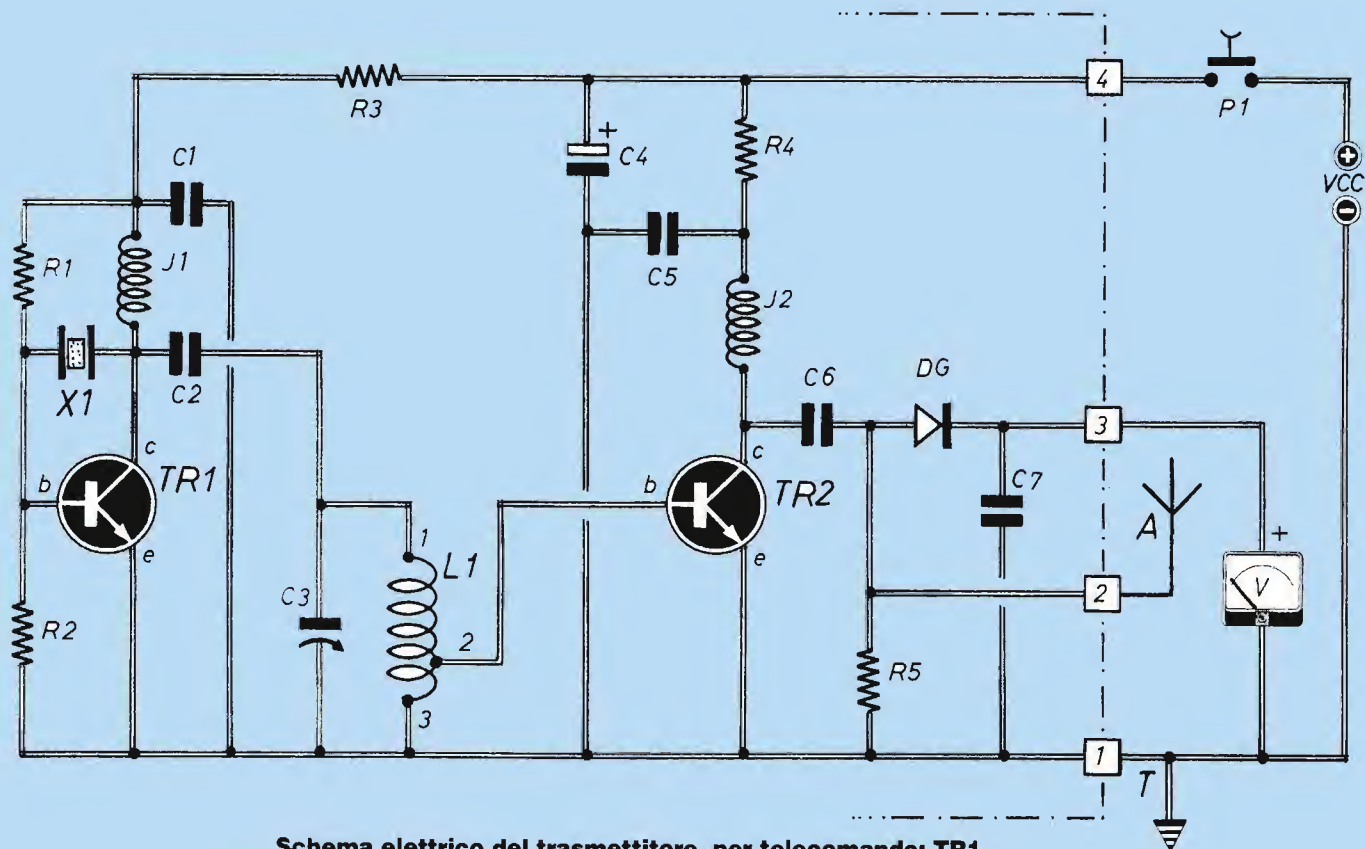 4
P1
R3
+
C4
R4
C1
VCC
R1
J1
C5
J2
X1
C2
C6
DG
3
c
b
TR1
e
c
b
TR2
e
C7
A
+
V
1
L1
C3
2
2
R2
3
R5
1
T
Schema elettrico del trasmettitore, per telecomando: TR1